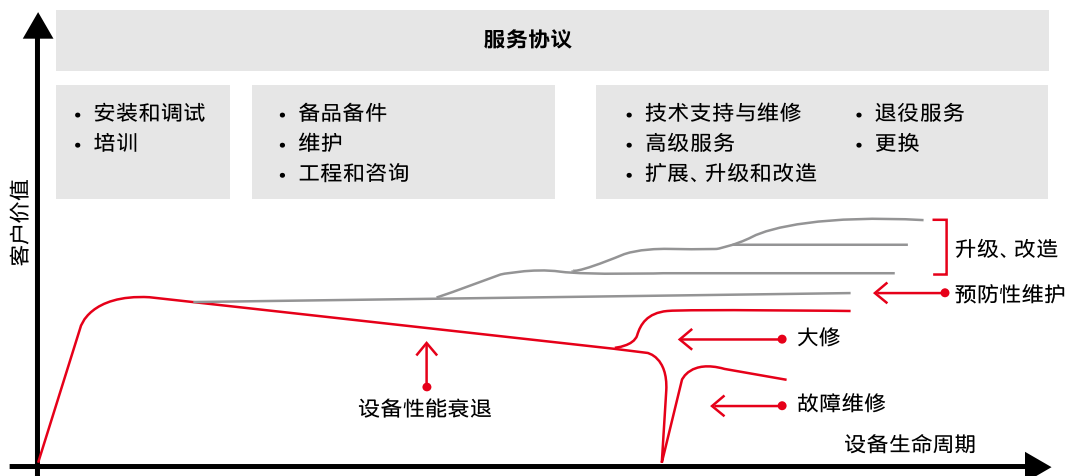 服务协议
• 安装和调试
• 培训
• 备品备件
• 维护
• 工程和咨询
• 技术支持与维修
• 高级服务
• 扩展、升级和改造
• 退役服务
• 更换
客户价值
升级、改造
预防性维护
大修
设备性能衰退
故障维修
设备生命周期